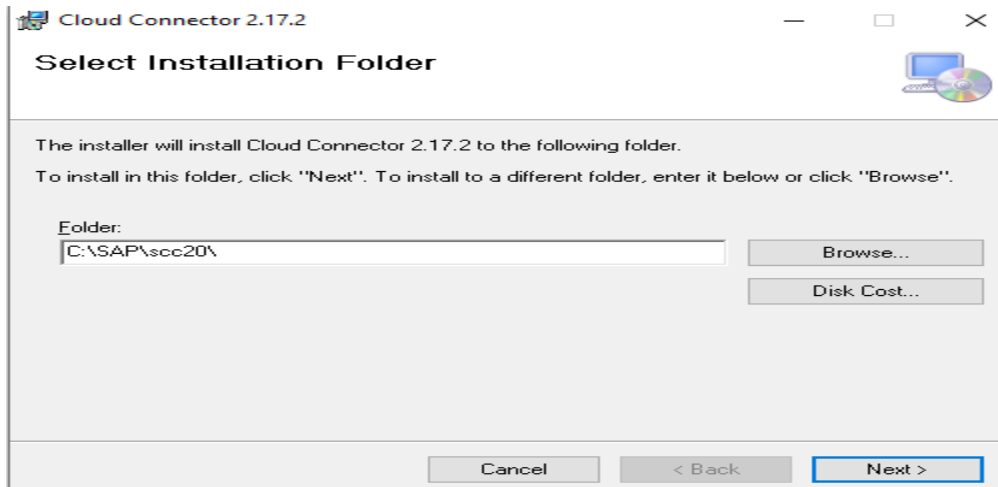 Cloud Connector 2.17.2
Select Installation Folder
The installer will install Cloud Connector 2.17.2 to the following folder.
To install in this folder, click "Next". To install to a different folder, enter it below or click "Browse".
Folder:
C:\SAP\scc20\
Browse...
Disk Cost...
Cancel
< Back
Next >